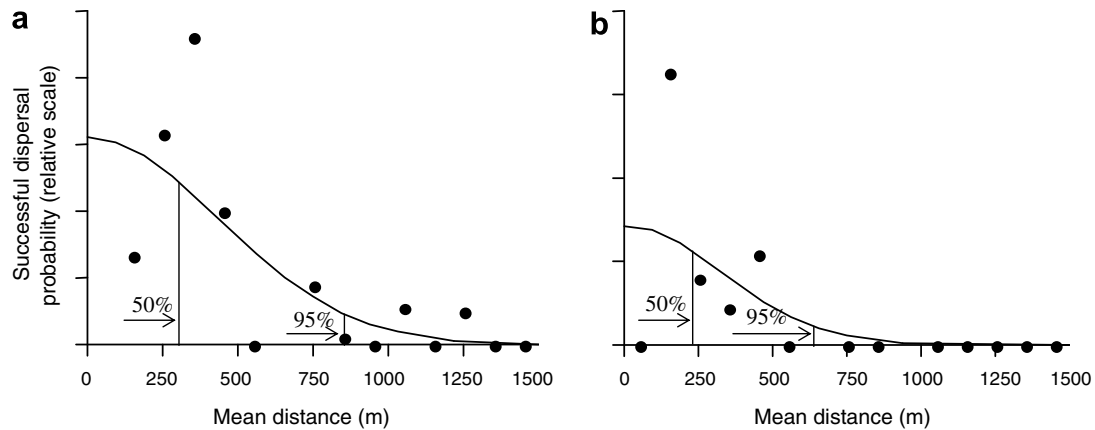 a
b
Successful dispersal
probability (relative scale)
50%
95%
50%
95%
0 250 500 750 1000 1250 1500
0 250 500 750 1000 1250 1500
Mean distance (m)
Mean distance (m)